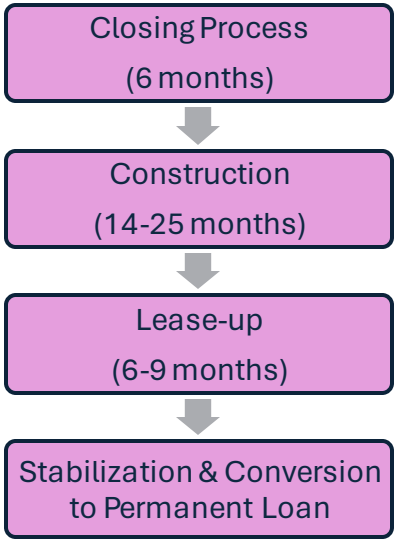 Closing Process
(6 months)
Construction
(14-25 months)
Lease-up
(6-9 months)
Stabilization & Conversion
to Permanent Loan